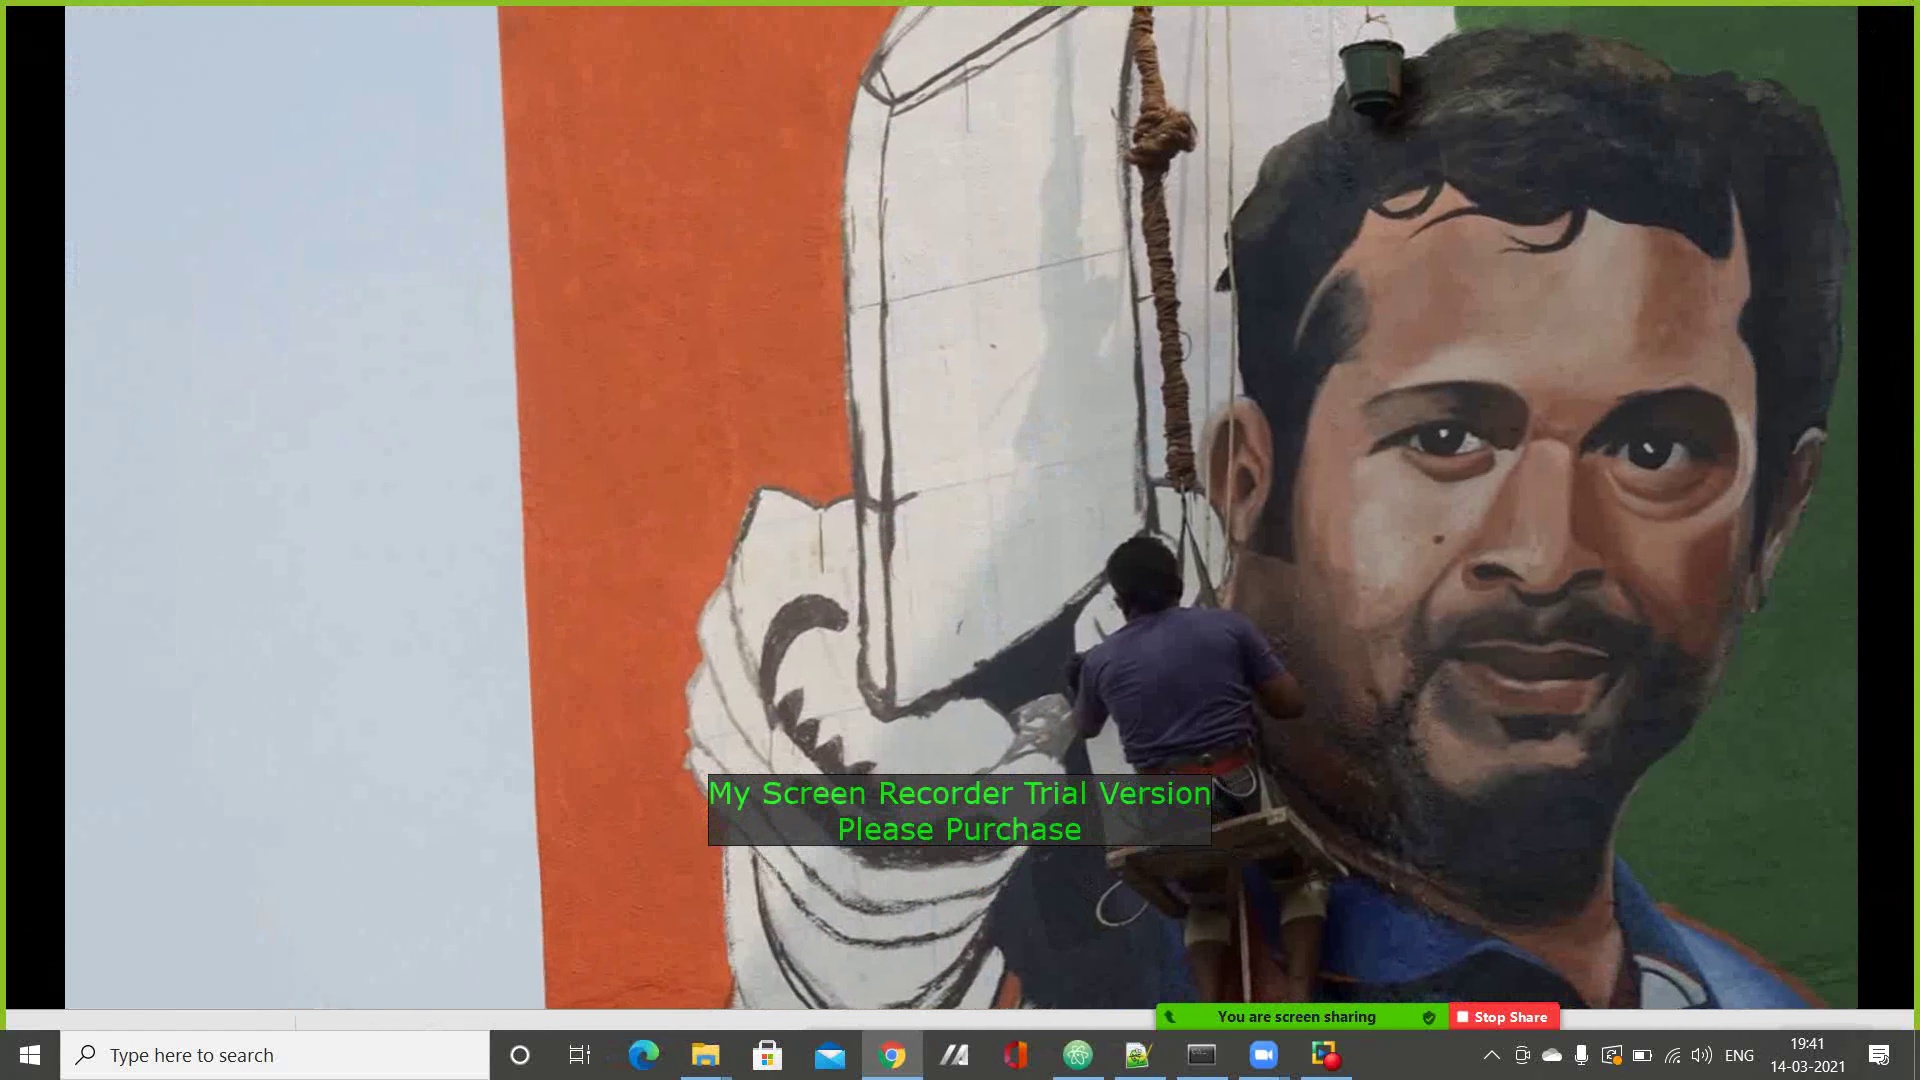 My Screen Recorder Trial Version
Please Purchase
You are screen sharing
Stop Share
Type here to search
ENG
19:41
14-03-2021